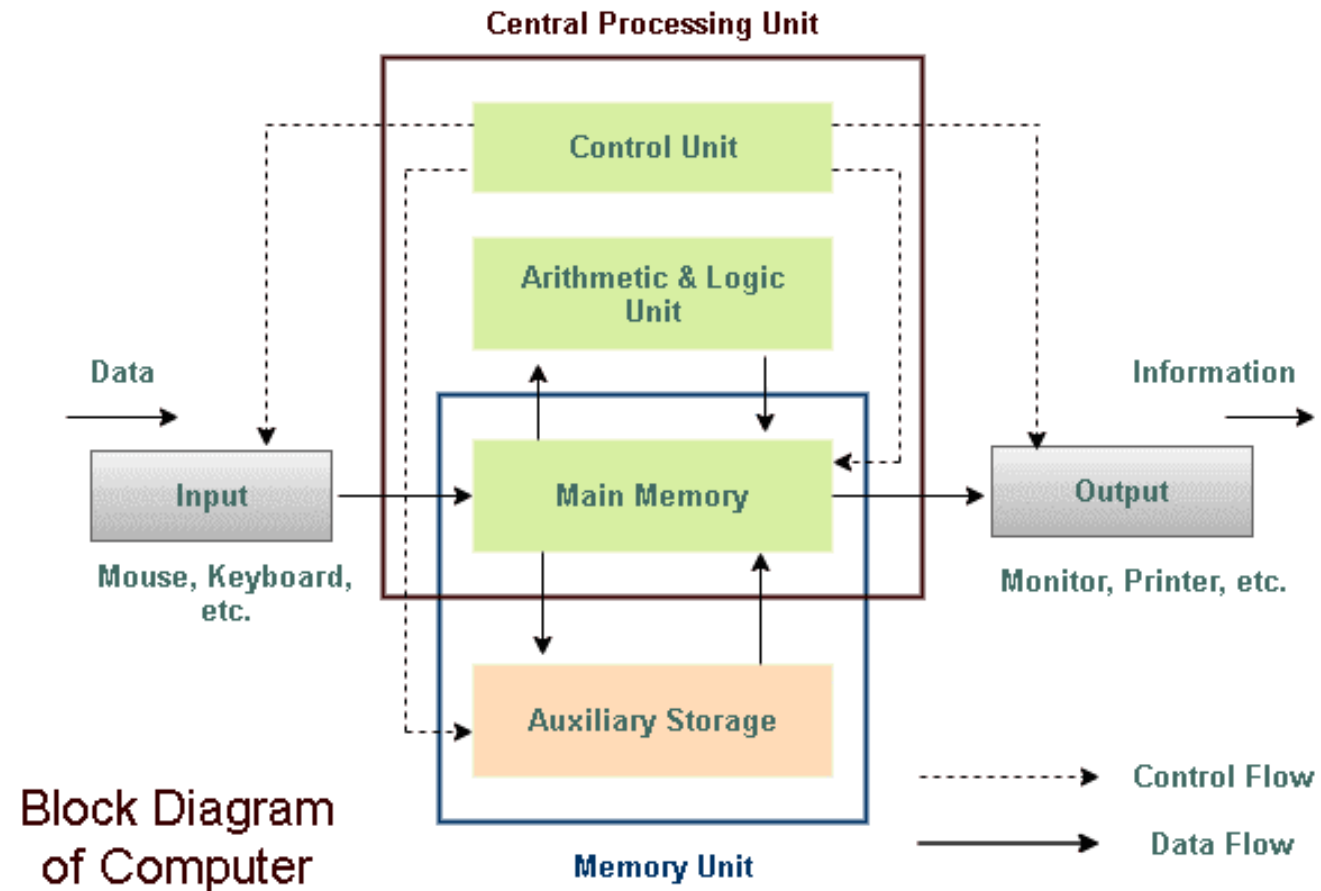 Central Processing Unit
Control Unit
Arithmetic & Logic
Unit
Data
Information
Input
Main Memory
Output
Mouse, Keyboard,
etc.
Monitor, Printer, etc.
Auxiliary Storage
Control Flow
Block Diagram
of Computer
Data Flow
Memory Unit